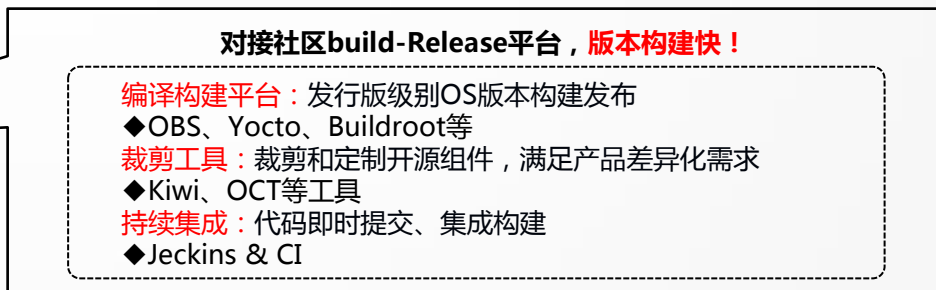 对接社区build-Release平台，版本构建快！
编译构建平台：发行版级别OS版本构建发布
◆OBS、Yocto、Buildroot等
裁剪工具：裁剪和定制开源组件，满足产品差异化需求
◆Kiwi、OCT等工具
持续集成：代码即时提交、集成构建
◆Jeckins & CI